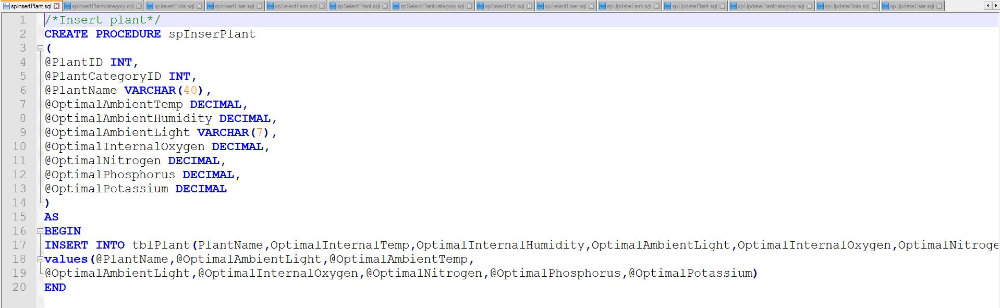 spInsertPlant.sql spInsertPlantcategory.sql spInsertPlots.sql spInsertUser.sql spSelectFarm.sql spSelectPlant.sql spSelectPlantcategory.sql spSelectPlot.sql spSelectUser.sql spUpdateFarm.sql spUpdatePlant.sql spUpdatePlantcategory.sql spUpdatePlots.sql spUpdateUser.sql
1 /*Insert plant*/
2 CREATE PROCEDURE spInserPlant
3 (
4 @PlantID INT,
5 @PlantCategoryID INT,
6 @PlantName VARCHAR(40),
7 @OptimalAmbientTemp DECIMAL,
8 @OptimalAmbientHumidity DECIMAL,
9 @OptimalAmbientLight VARCHAR(7),
10 @OptimalInternalOxygen DECIMAL,
11 @OptimalNitrogen DECIMAL,
12 @OptimalPhosphorus DECIMAL,
13 @OptimalPotassium DECIMAL
14 )
15 AS
16 BEGIN
17 INSERT INTO tblPlant(PlantName,OptimalInternalTemp,OptimalInternalHumidity,OptimalAmbientLight,OptimalInternalOxygen,OptimalNitroge
18 values(@PlantName,@OptimalAmbientLight,@OptimalAmbientTemp,
19 @OptimalAmbientLight,@OptimalInternalOxygen,@OptimalNitrogen,@OptimalPhosphorus,@OptimalPotassium)
20 END